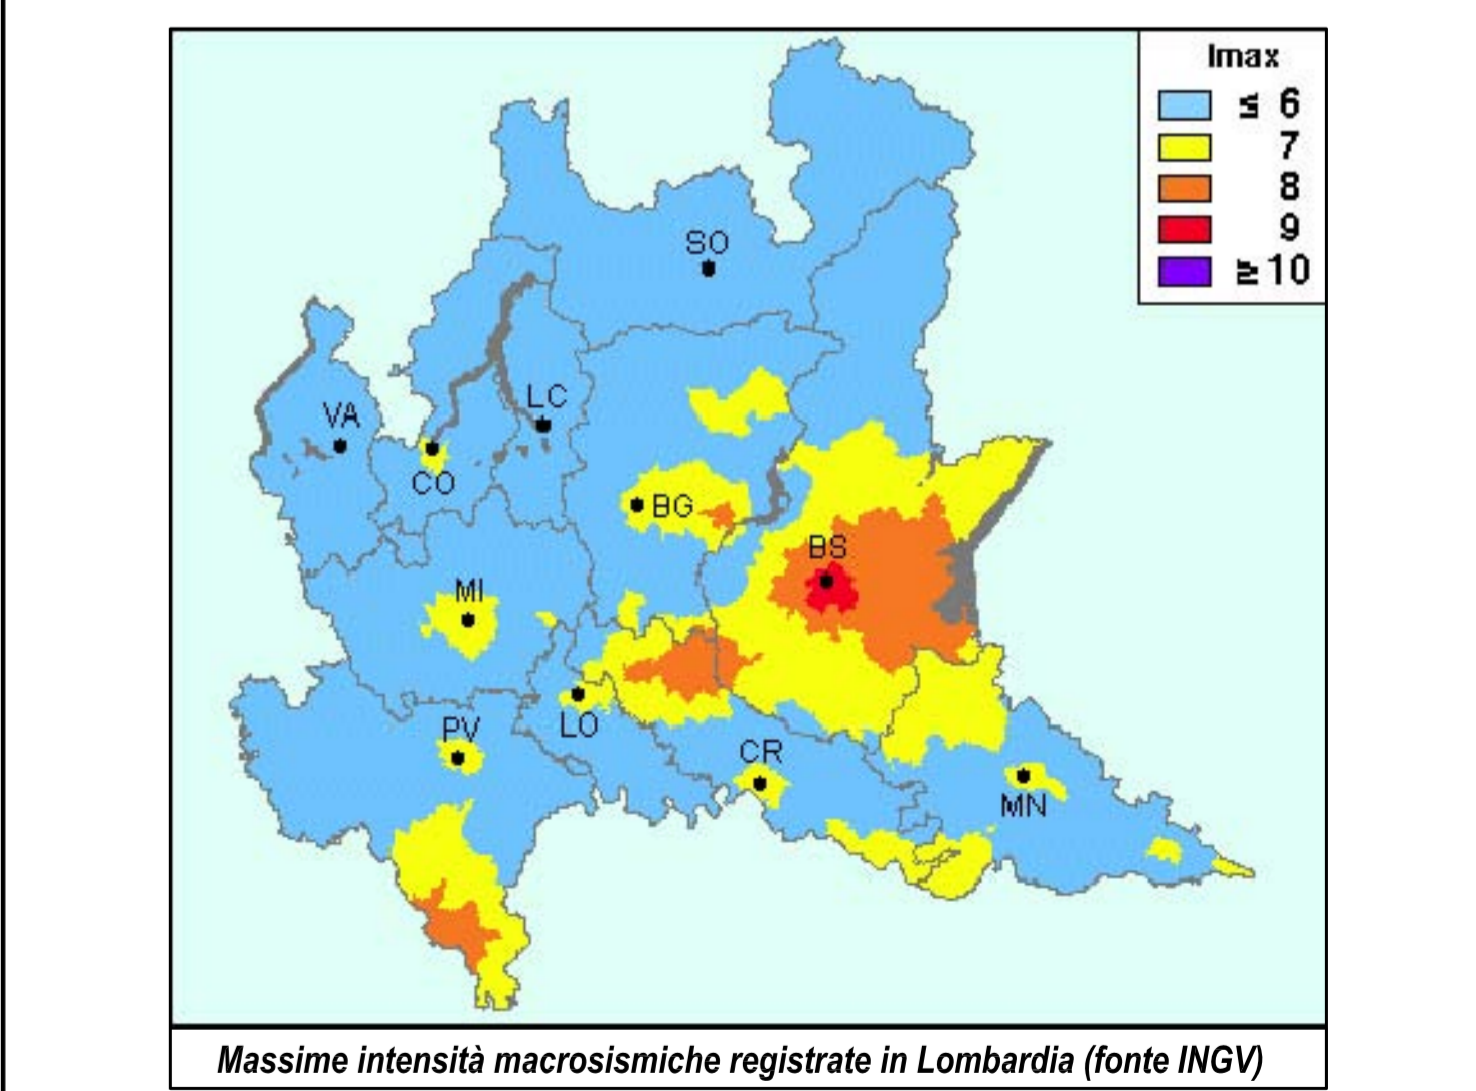 Imax
≤ 6
7
8
9
≥ 10
SO
VA
LC
CO
BG
BS
MI
LO
PV
CR
MN
Massime intensità macrosismiche registrate in Lombardia (fonte INGV)